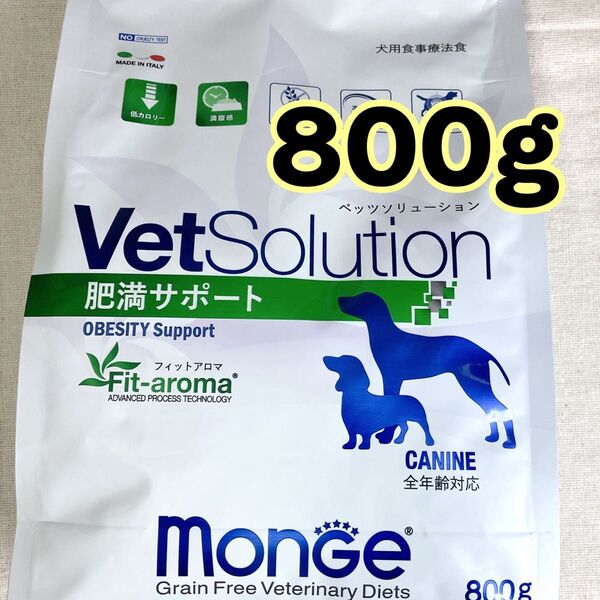 NO CRUELTY TEST
犬用食事療法食
MADE IN ITALY
低カロリー
満腹感
800g
ベッツソリューション
VetSolution
肥満サポート
OBESITY Support
フィットアロマ
Fit-aroma®
ADVANCED PROCESS TECHNOLOGY
CANINE
全年齢対応
monGe®
Grain Free Veterinary Diets
800g